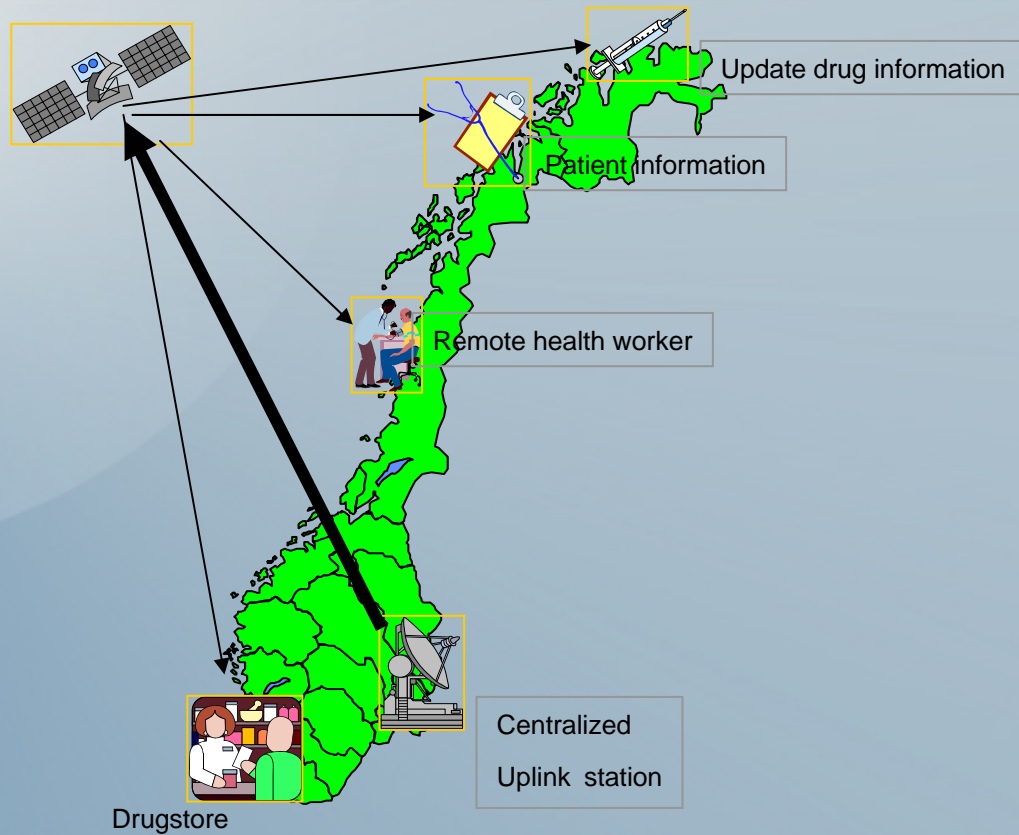 Update drug information
Patient information
Remote health worker
Centralized
Uplink station
Drugstore